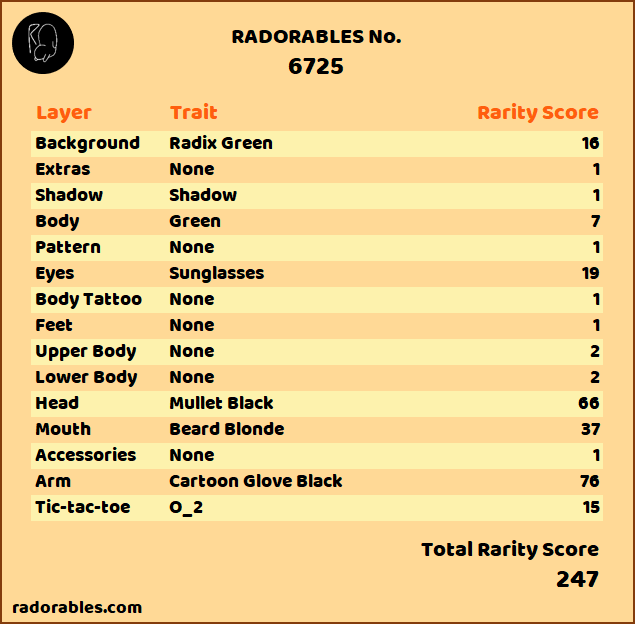 RADORABLES No.
6725
Layer Trait Rarity Score
Background Radix Green 16
Extras None 1
Shadow Shadow 1
Body Green 7
Pattern None 1
Eyes Sunglasses 19
Body Tattoo None 1
Feet None 1
Upper Body None 2
Lower Body None 2
Head Mullet Black 66
Mouth Beard Blonde 37
Accessories None 1
Arm Cartoon Glove Black 76
Tic-tac-toe O_2 15
Total Rarity Score
247
radorables.com